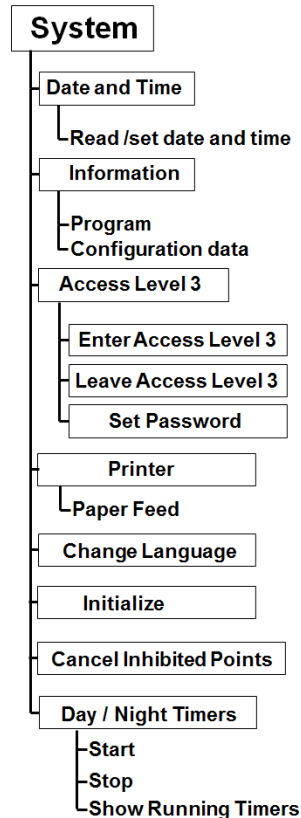 System
Date and Time
Read /set date and time
Information
Program
Configuration data
Access Level 3
Enter Access Level 3
Leave Access Level 3
Set Password
Printer
Paper Feed
Change Language
Initialize
Cancel Inhibited Points
Day / Night Timers
Start
Stop
Show Running Timers